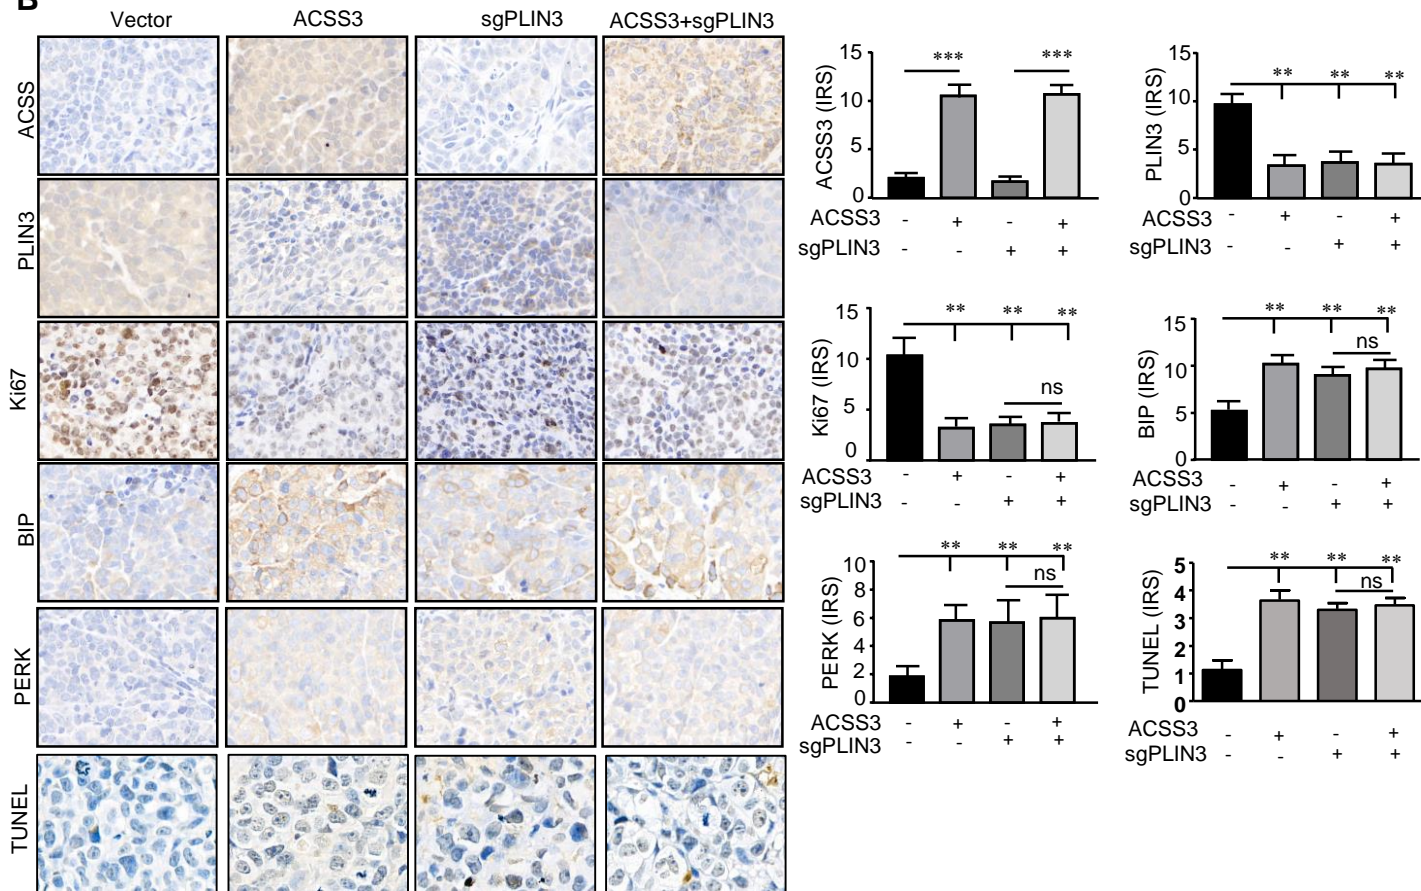 B
Vector ACSS3 sgPLIN3 ACSS3+sgPLIN3
ACSS
PLIN3
Ki67
BIP
PERK
TUNEL
ACSS3 (IRS)
15
10
5
0
*** ***
ACSS3 - + - +
sgPLIN3 - - + +
PLIN3 (IRS)
15
10
5
0
** ** **
ACSS3 - + - +
sgPLIN3 - - + +
Ki67 (IRS)
15
10
5
0
** ** **
ns
ACSS3 - + - +
sgPLIN3 - - + +
BIP (IRS)
15
10
5
0
** ** **
ns
ACSS3 - + - +
sgPLIN3 - - + +
PERK (IRS)
10
8
6
4
2
0
** ** **
ns
ACSS3 - + - +
sgPLIN3 - - + +
TUNEL (IRS)
5
4
3
2
1
0
** ** **
ns
ACSS3 - + - +
sgPLIN3 - - + +